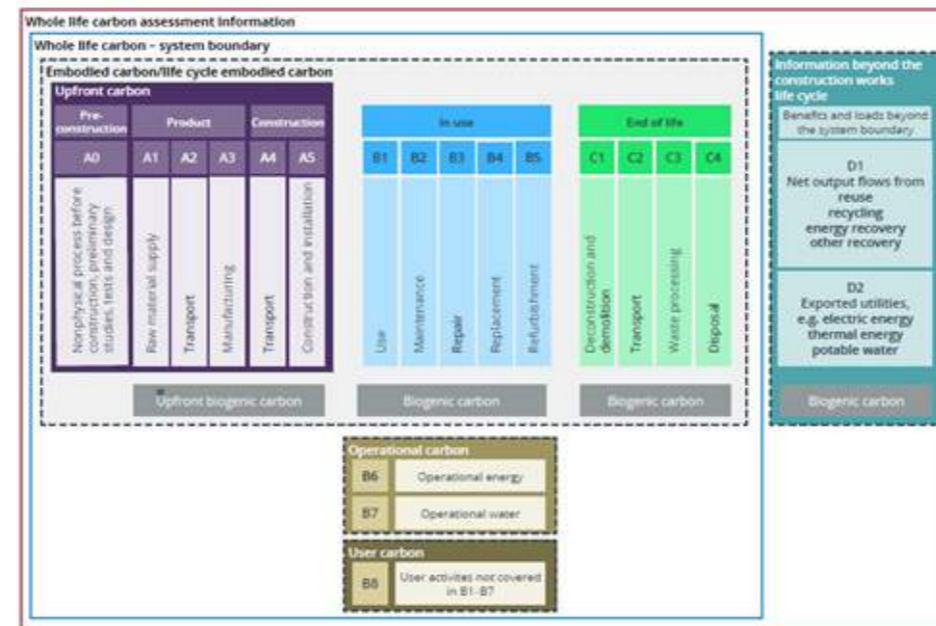 Whole life carbon assessment information
Whole life carbon – system boundary
Embodied carbon/life cycle embodied carbon
Upfront carbon
Pre-
construction
Product
Construction
In use
End of life
A0
A1
A2
A3
A4
A5
B1
B2
B3
B4
B5
C1
C2
C3
C4
Nonphysical process before
construction, preliminary
studies, tests and design
Raw material supply
Transport
Manufacturing
Transport
Construction and installation
Use
Maintenance
Repair
Replacement
Refurbishment
Deconstruction and
demolition
Transport
Waste processing
Disposal
Upfront biogenic carbon
Biogenic carbon
Biogenic carbon
Operational carbon
B6
Operational energy
B7
Operational water
User carbon
B8
User activites not covered
in B1-B7
Information beyond the
construction works
life cycle
Benefits and loads beyond
the system boundary
D1
Net output flows from
reuse
recycling
energy recovery
other recovery
D2
Exported utilities,
e.g. electric energy
thermal energy
potable water
Biogenic carbon